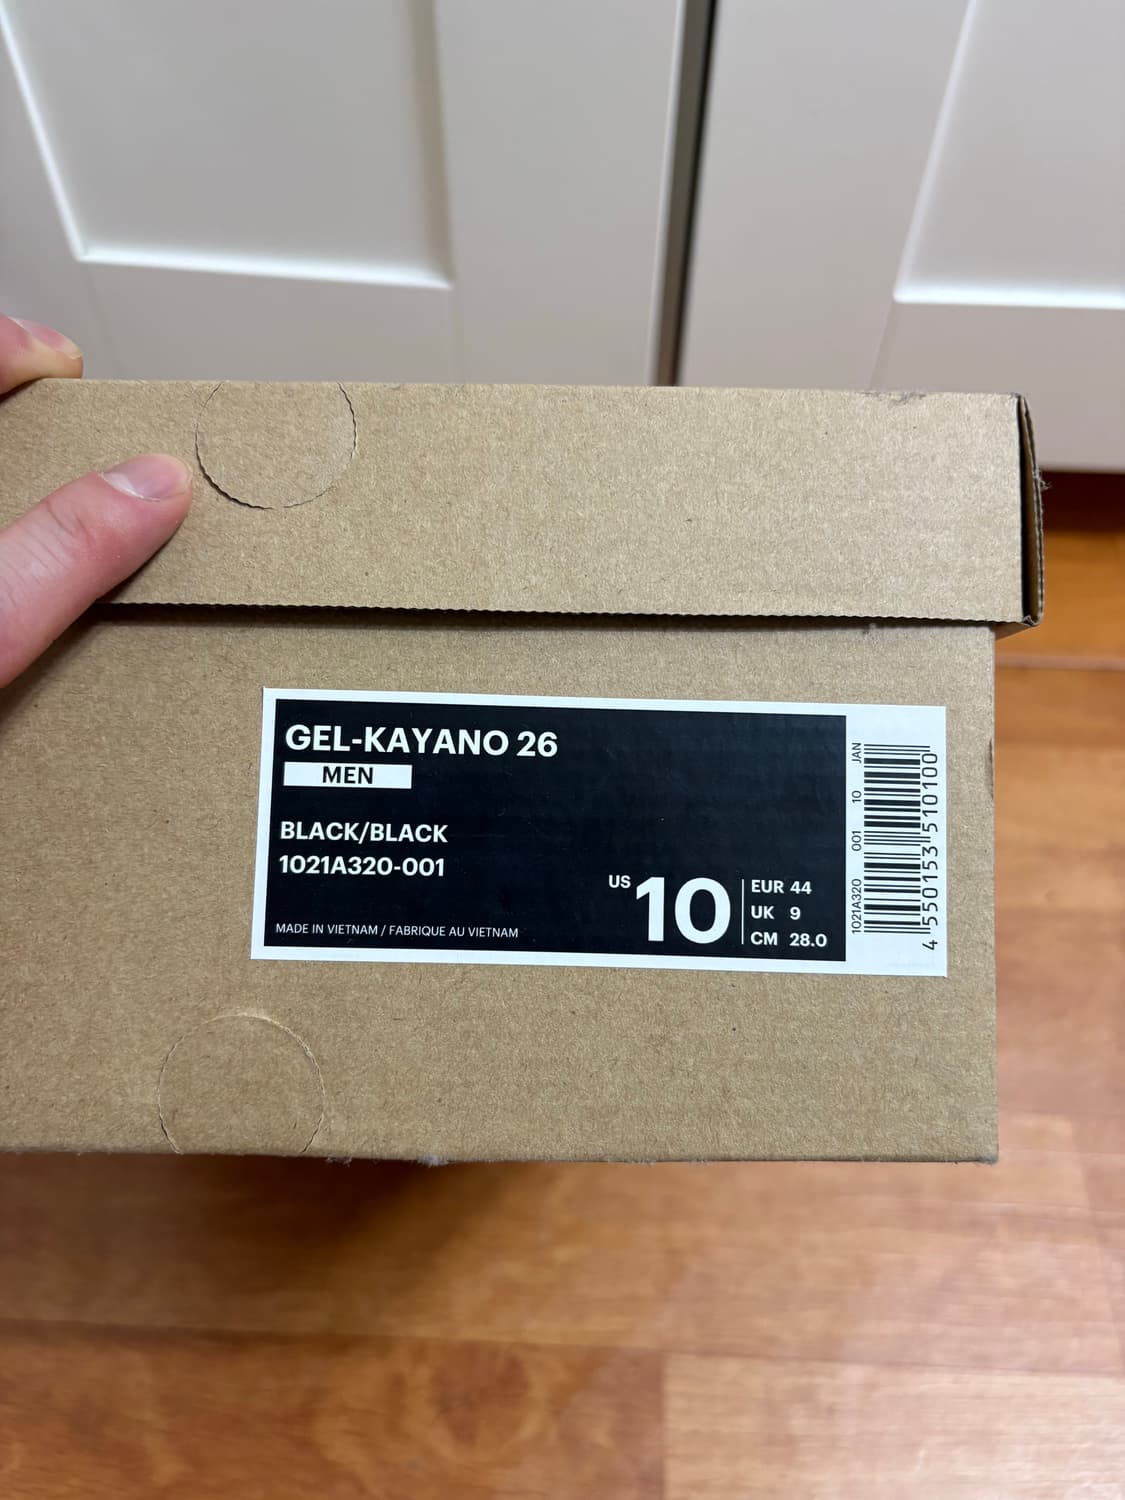 GEL-KAYANO 26
MEN
BLACK/BLACK
1021A320-001
MADE IN VIETNAM / FABRIQUE AU VIETNAM
US 10
EUR 44
UK 9
CM 28.0
1021A320 001 10 JAN
4 550153 510100